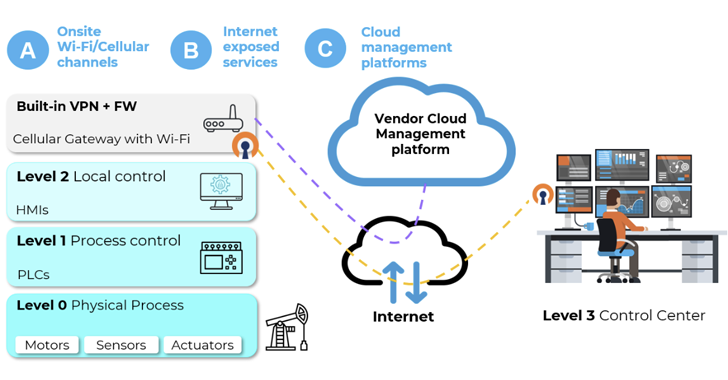 A
Onsite
Wi-Fi/Cellular
channels
B
Internet
exposed
services
C
Cloud
management
platforms
Built-in VPN + FW
Cellular Gateway with Wi-Fi
Vendor Cloud
Management
platform
Level 2 Local control
HMIs
Level 1 Process control
PLCs
Level 0 Physical Process
Motors
Sensors
Actuators
Internet
Level 3 Control Center